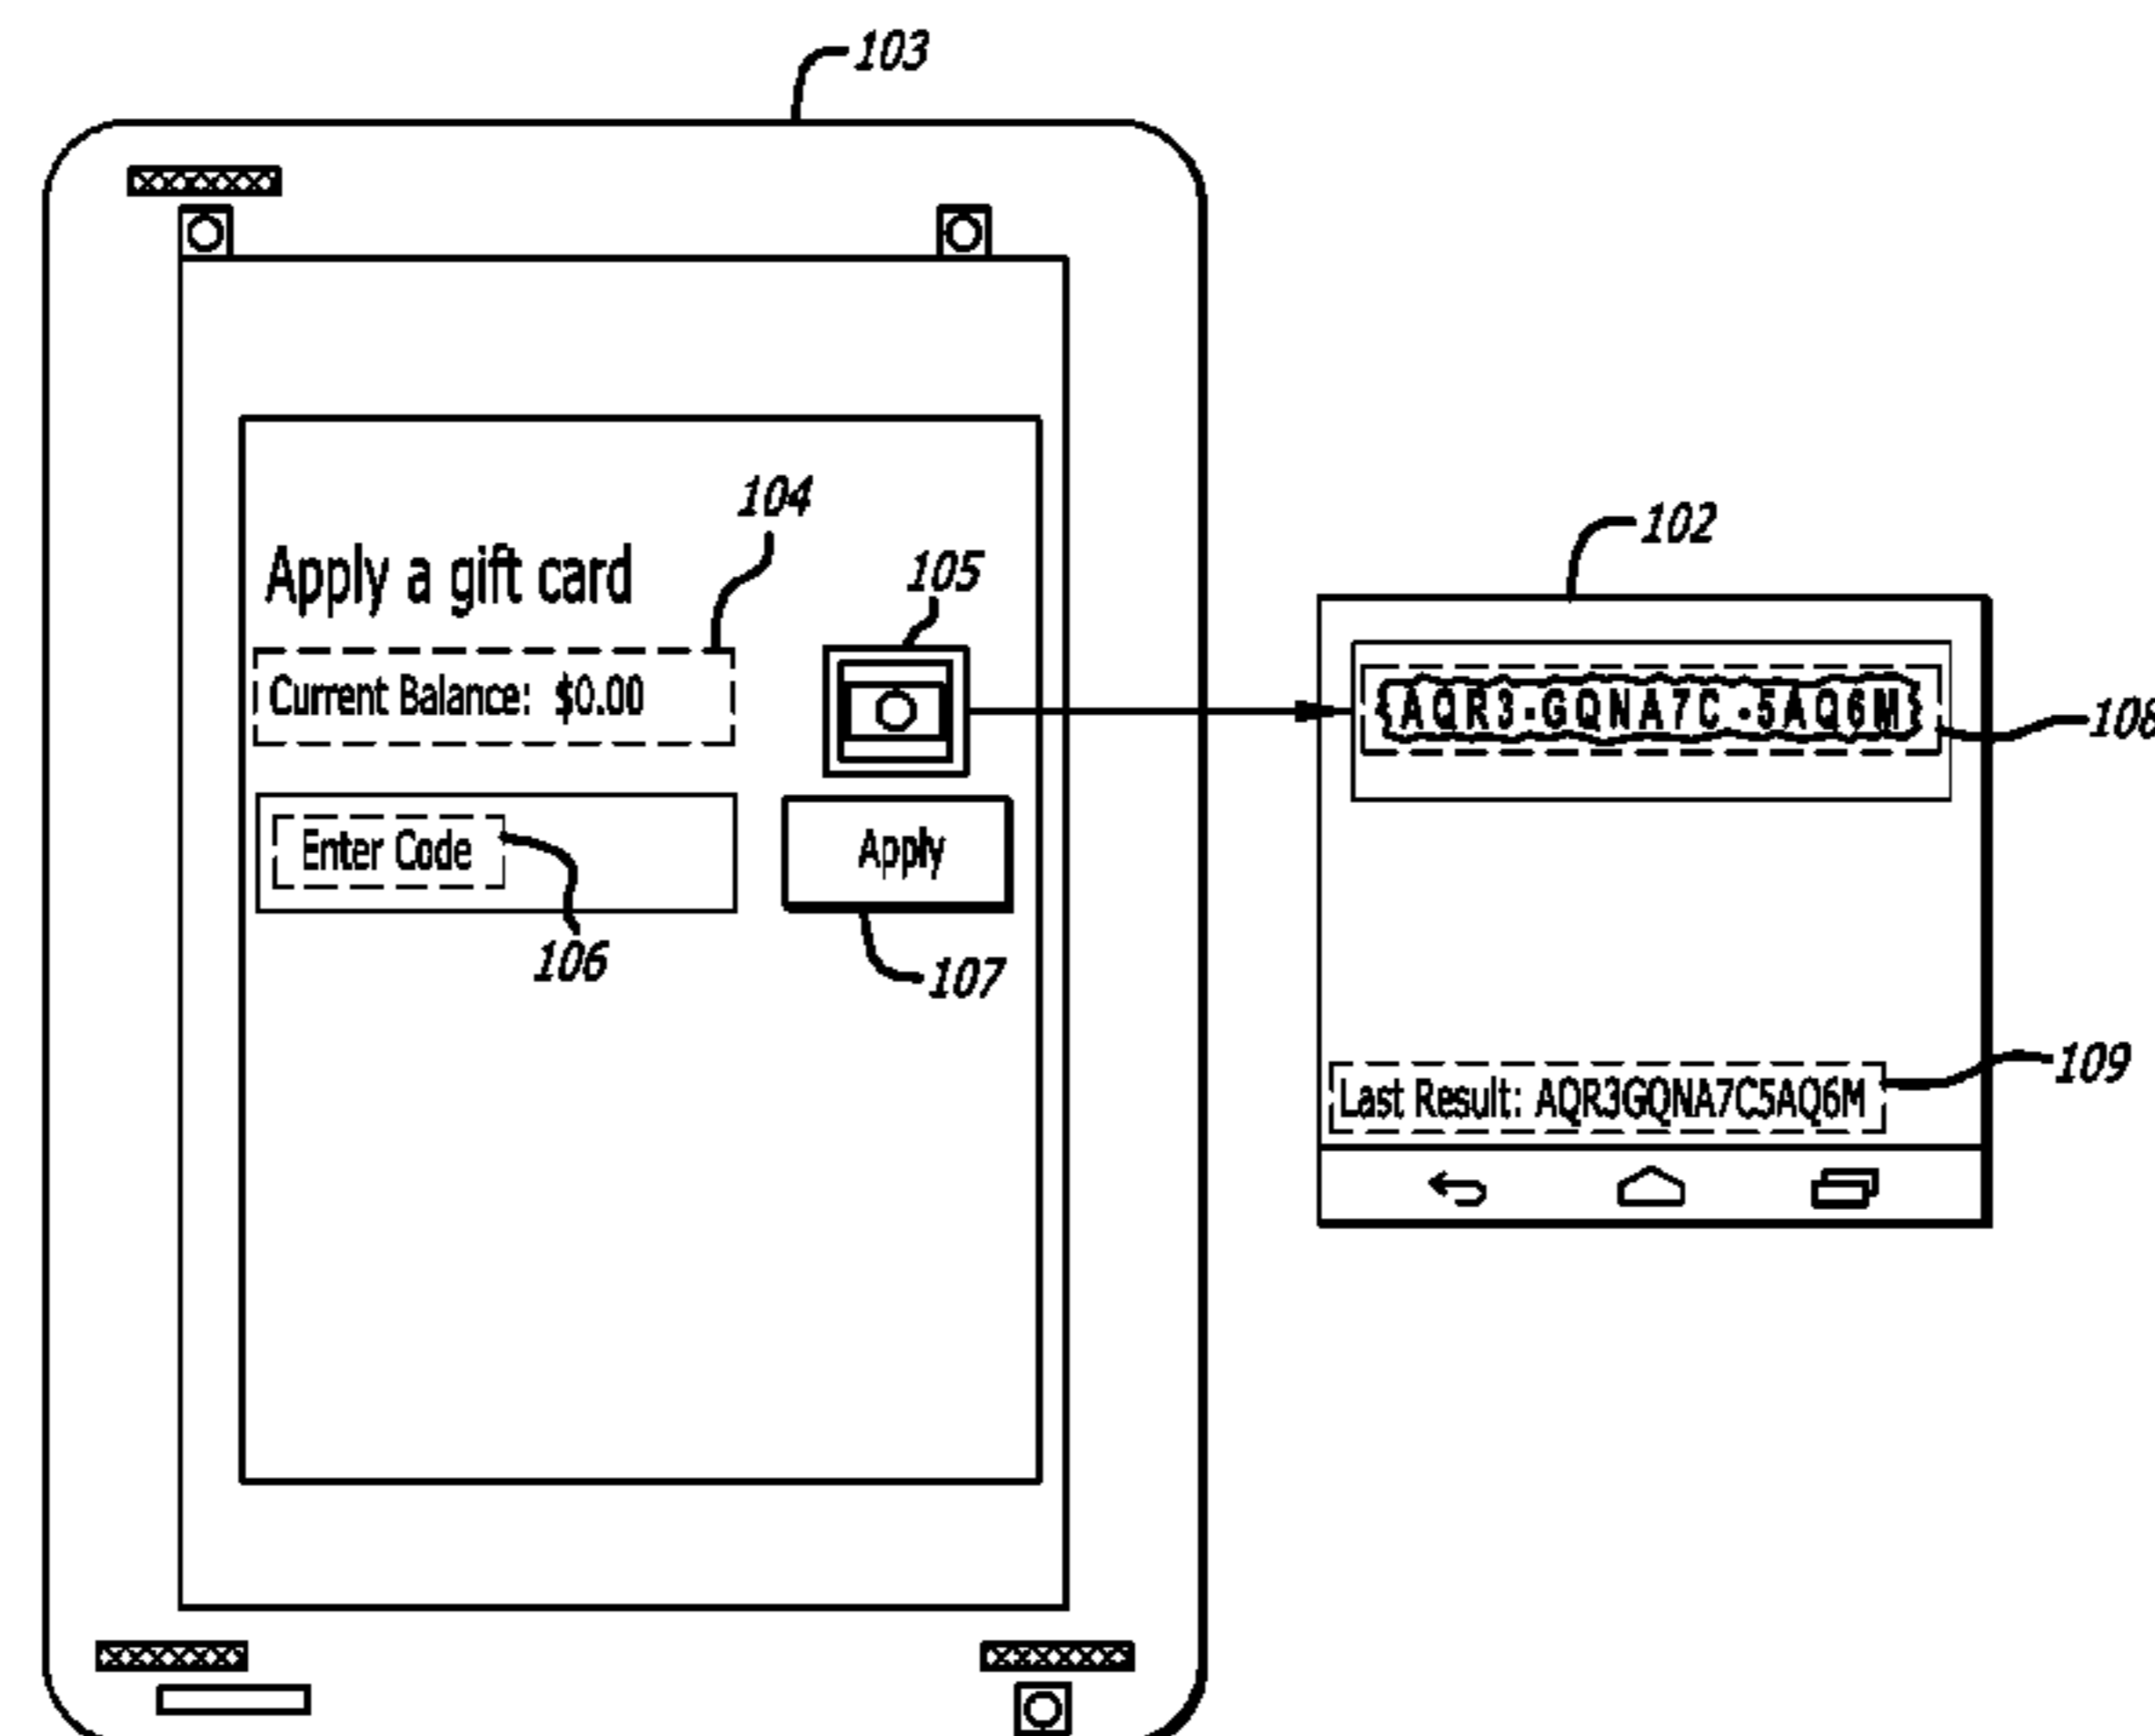 103
104
Apply a gift card
105
Current Balance: $0.00
Enter Code
Apply
106
107
102
AQR3·GQNA7C·5AQ6M
108
Last Result: AQR3GQNA7C5AQ6M
109